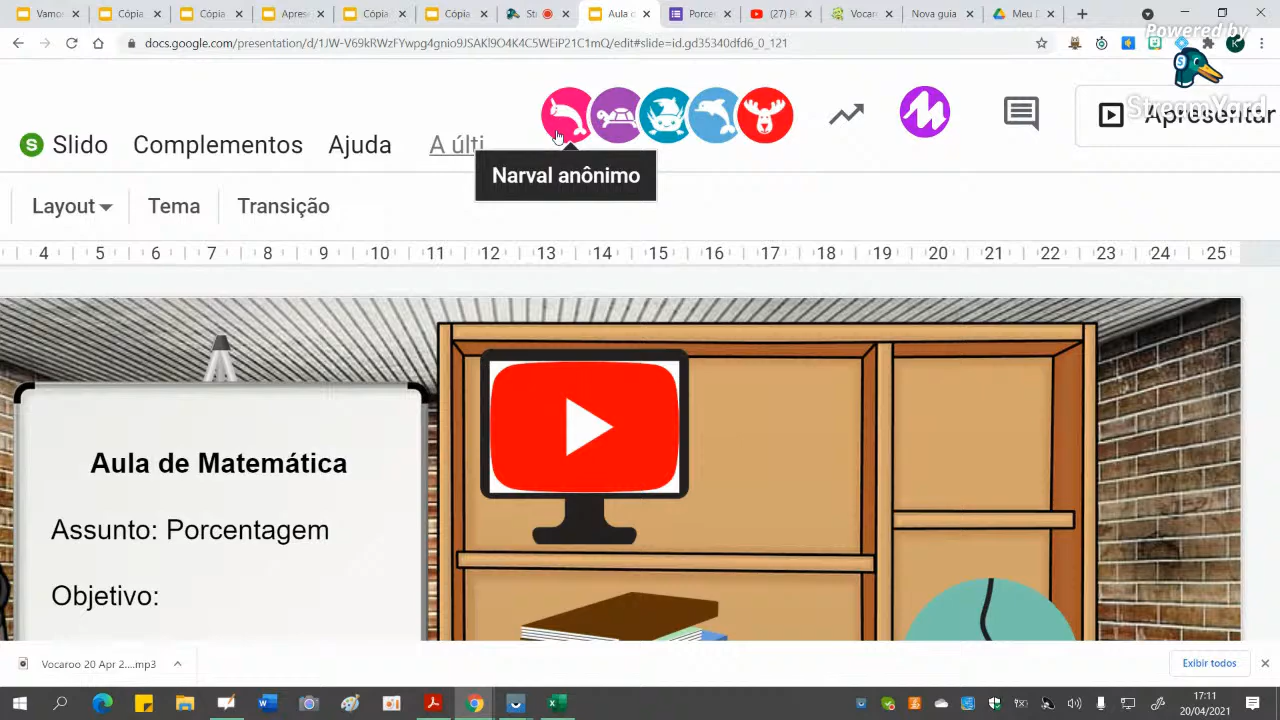 Vamo
Cópia
Cópia
Apres
Cópia
Cópia
Str
Aula d
Porce
(27) P
Vocar
Nova guia
Meu D
docs.google.com/presentation/d/1JW-V69kRWzFYwpg4pnD
5WEiP21C1mQ/edit#slide=id.gd35340dfd6_0_121
K
Powered by
StreamYard
Slido Complementos Ajuda A últi
Apresentar
Narval anônimo
Layout Tema Transição
4 5 6 7 8 9 10 11 12 13 14 15 16 17 18 19 20 21 22 23 24 25
Aula de Matemática
Assunto: Porcentagem
Objetivo:
Vocaroo 20 Apr 2....mp3
Exibir todos
17:11
20/04/2021